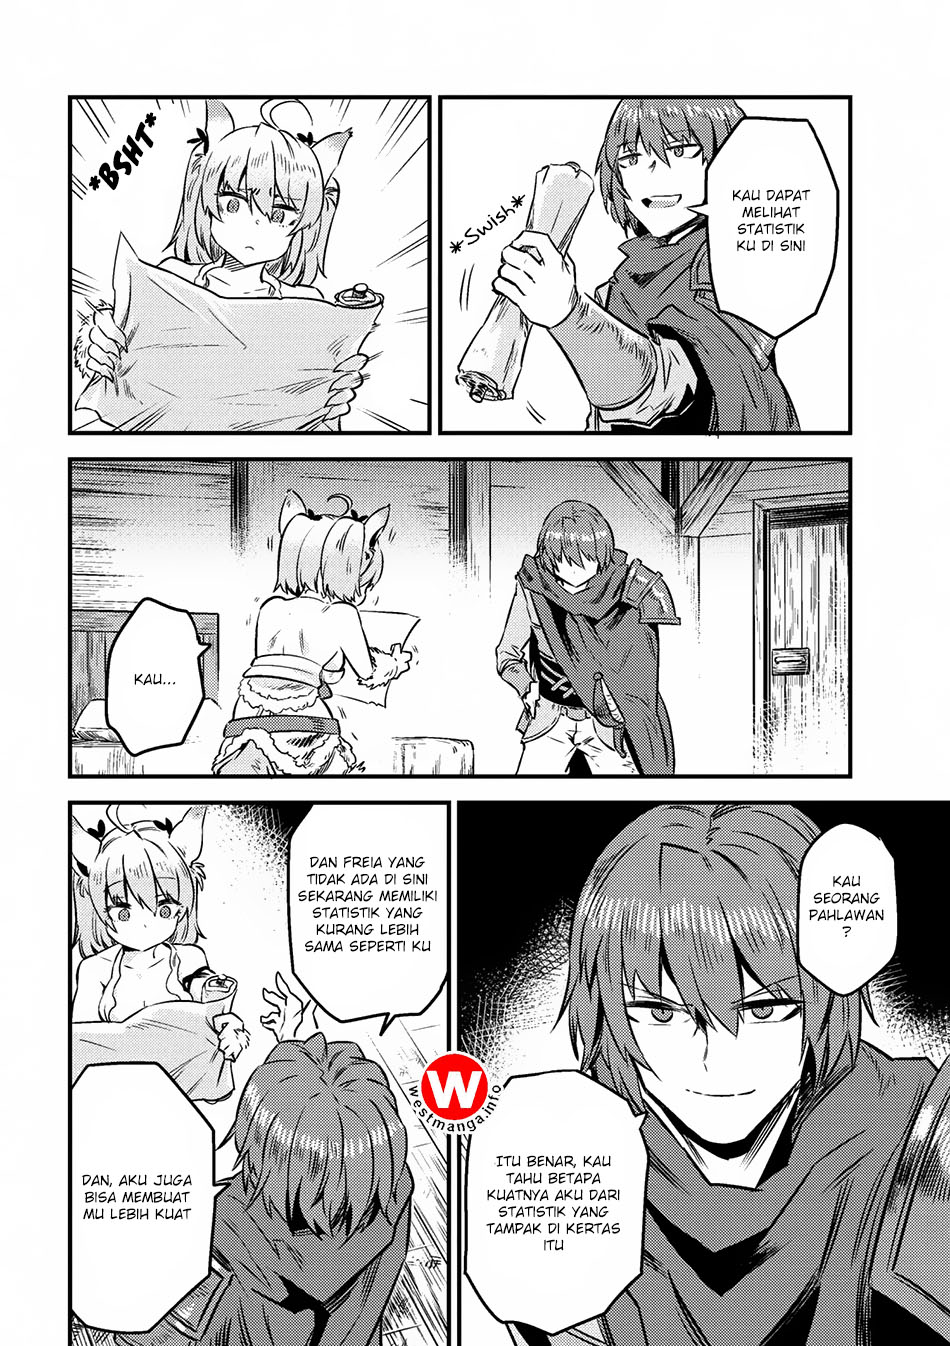 KAU DAPAT
MELIHAT
STATISTIK
KU DI SINI
*Swish*
*BSHT*
KAU...
KAU
SEORANG
PAHLAWAN
?
ITU BENAR, KAU
TAHU BETAPA
KUATNYA AKU DARI
STATISTIK YANG
TAMPAK DI KERTAS
ITU
DAN FREIA YANG
TIDAK ADA DI SINI
SEKARANG MEMILIKI
STATISTIK YANG
KURANG LEBIH
SAMA SEPERTI KU
DAN, AKU JUGA
BISA MEMBUAT
MU LEBIH KUAT
W
westmanga.info